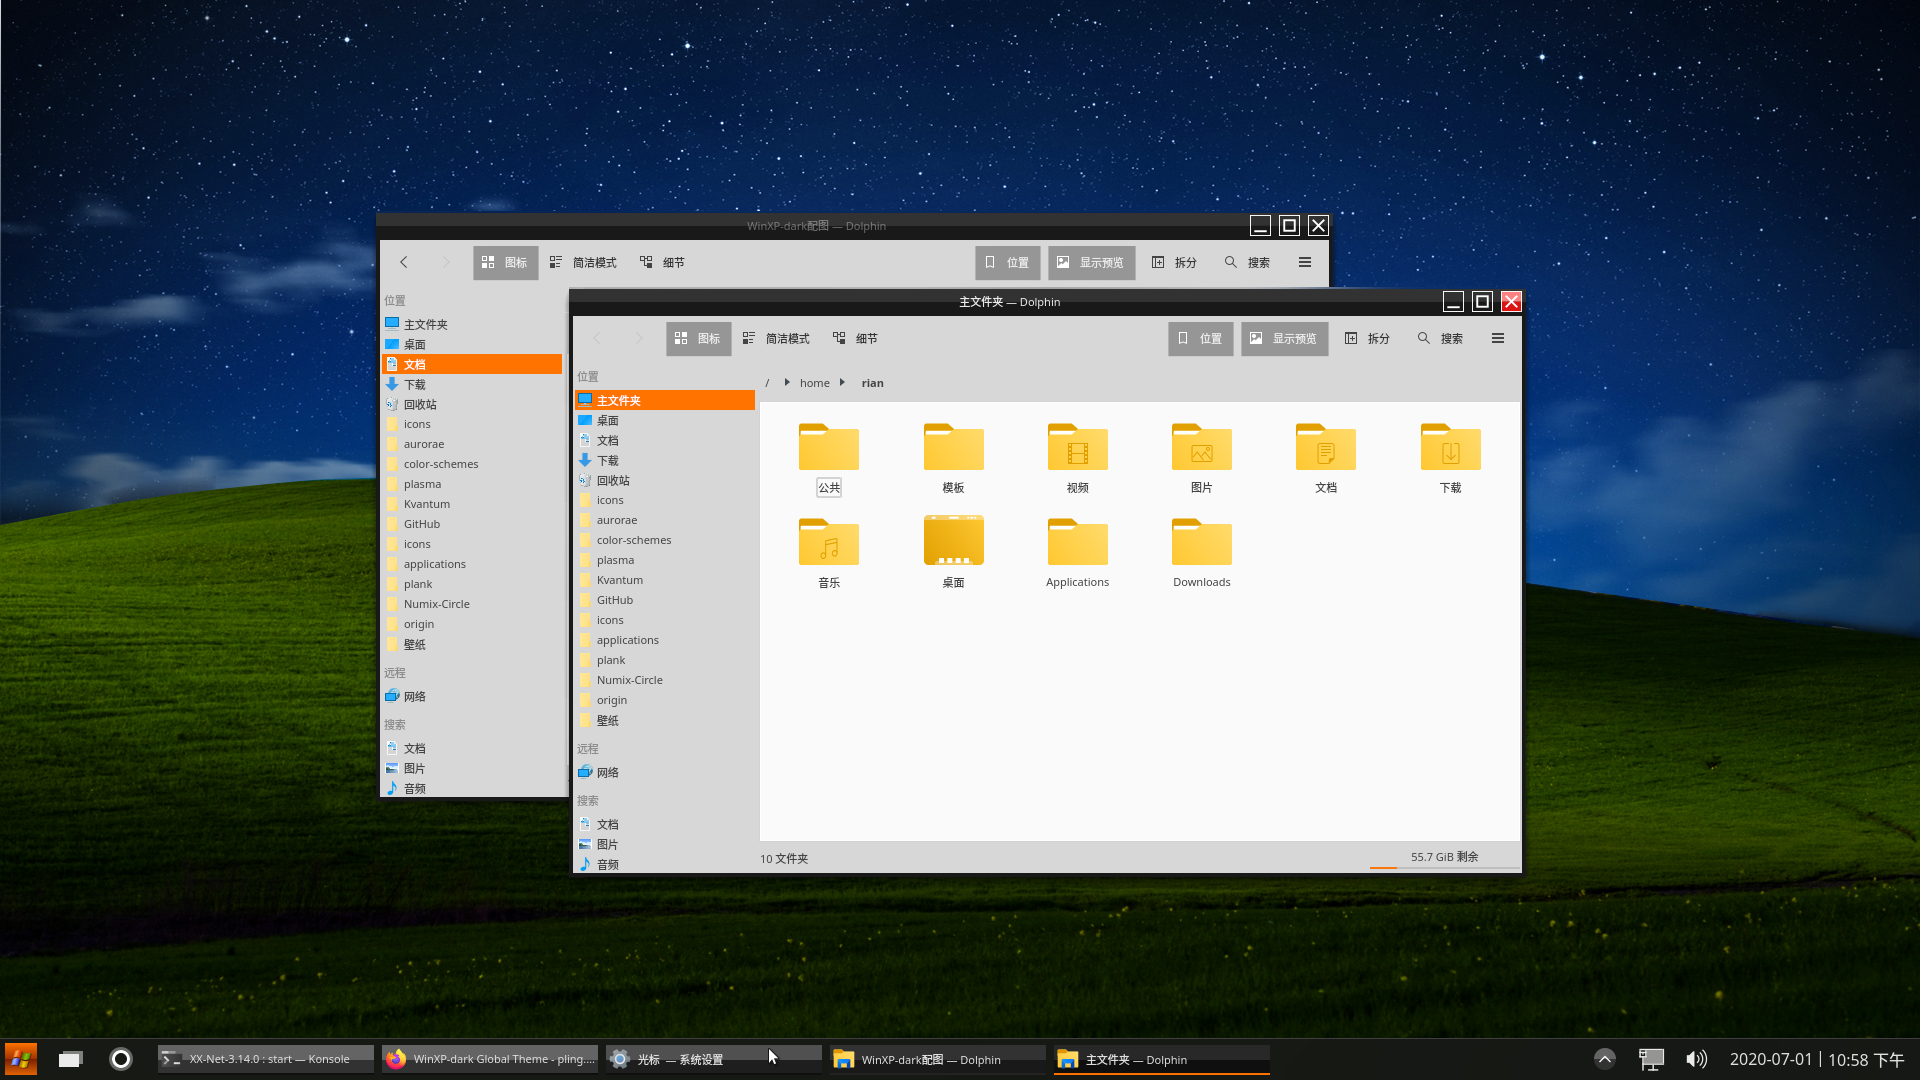 WinXP-dark配图 — Dolphin
图标 简洁模式 细节 位置 显示预览 拆分 搜索
位置
主文件夹
桌面
文档
下载
回收站
icons
aurorae
color-schemes
plasma
Kvantum
GitHub
icons
applications
plank
Numix-Circle
origin
壁纸
远程
网络
搜索
文档
图片
音频
主文件夹 — Dolphin
图标 简洁模式 细节 位置 显示预览 拆分 搜索
位置
主文件夹
桌面
文档
下载
回收站
icons
aurorae
color-schemes
plasma
Kvantum
GitHub
icons
applications
plank
Numix-Circle
origin
壁纸
远程
网络
搜索
文档
图片
音频
/ home rian
公共 模板 视频 图片 文档 下载
音乐 桌面 Applications Downloads
10 文件夹 55.7 GiB 剩余
XX-Net-3.14.0 : start — Konsole WinXP-dark Global Theme - pling.... 光标 — 系统设置 WinXP-dark配图 — Dolphin 主文件夹 — Dolphin 2020-07-01 10:58 下午